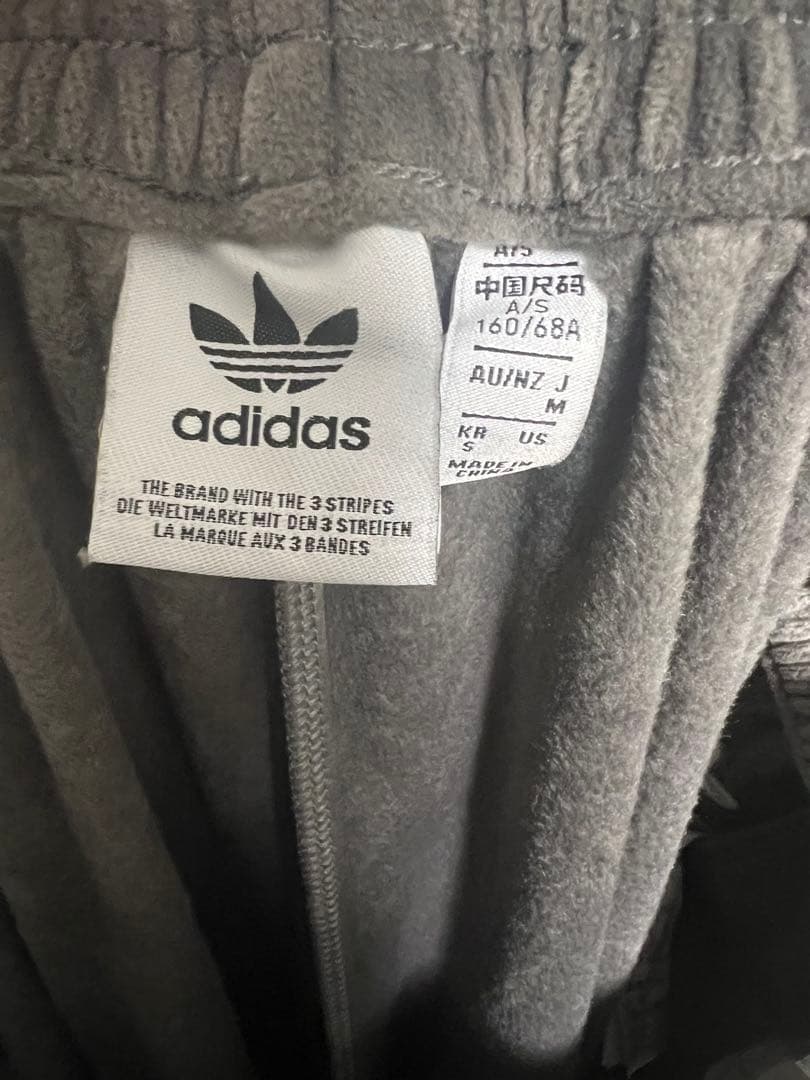 adidas
THE BRAND WITH THE 3 STRIPES
DIE WELTMARKE MIT DEN 3 STREIFEN
LA MARQUE AUX 3 BANDES
A/S
中国尺码
A/S
160/68A
AU/NZ J
M
KR US
S
MADE IN
CHINA